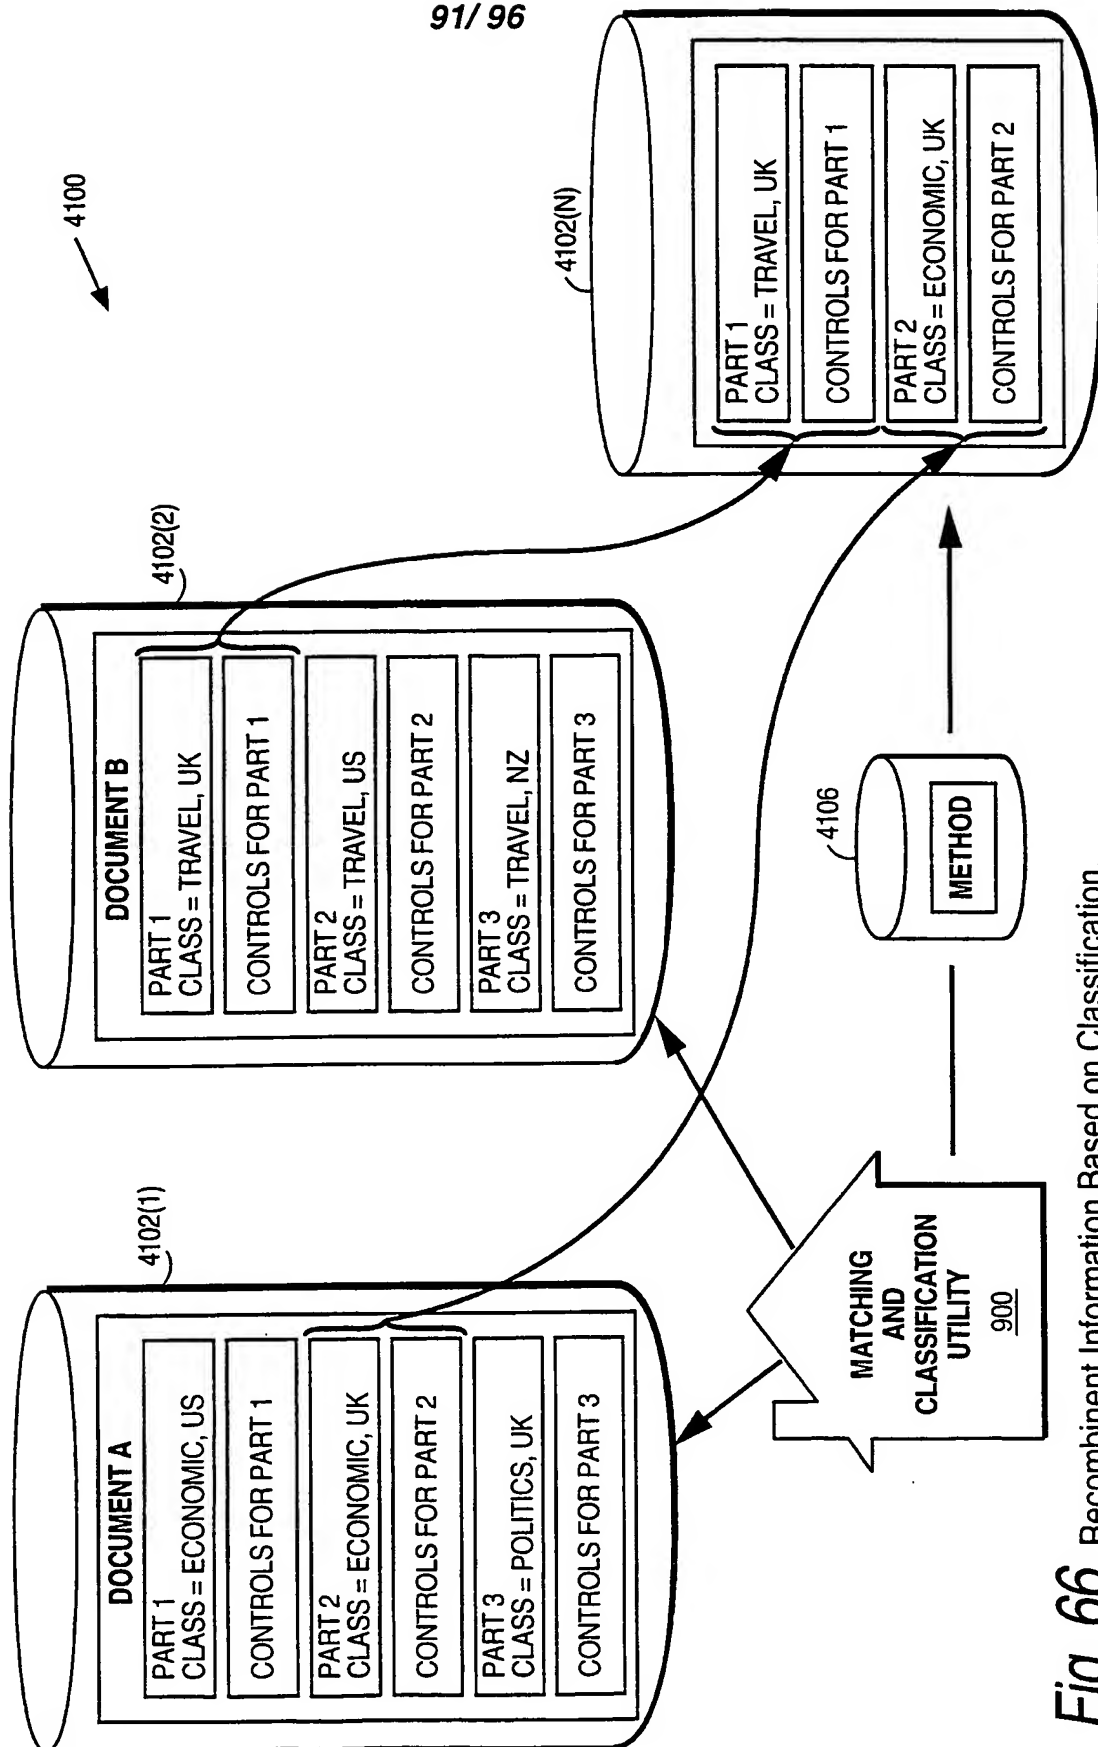 91/96
4100
4102(1)
DOCUMENT A
PART 1
CLASS = ECONOMIC, US
CONTROLS FOR PART 1
PART 2
CLASS = ECONOMIC, UK
CONTROLS FOR PART 2
PART 3
CLASS = POLITICS, UK
CONTROLS FOR PART 3
4102(2)
DOCUMENT B
PART 1
CLASS = TRAVEL, UK
CONTROLS FOR PART 1
PART 2
CLASS = TRAVEL, US
CONTROLS FOR PART 2
PART 3
CLASS = TRAVEL, NZ
CONTROLS FOR PART 3
4102(N)
PART 1
CLASS = TRAVEL, UK
CONTROLS FOR PART 1
PART 2
CLASS = ECONOMIC, UK
CONTROLS FOR PART 2
MATCHING
AND
CLASSIFICATION
UTILITY
900
4106
METHOD
Fig. 66 Recombinent Information Based on Classification